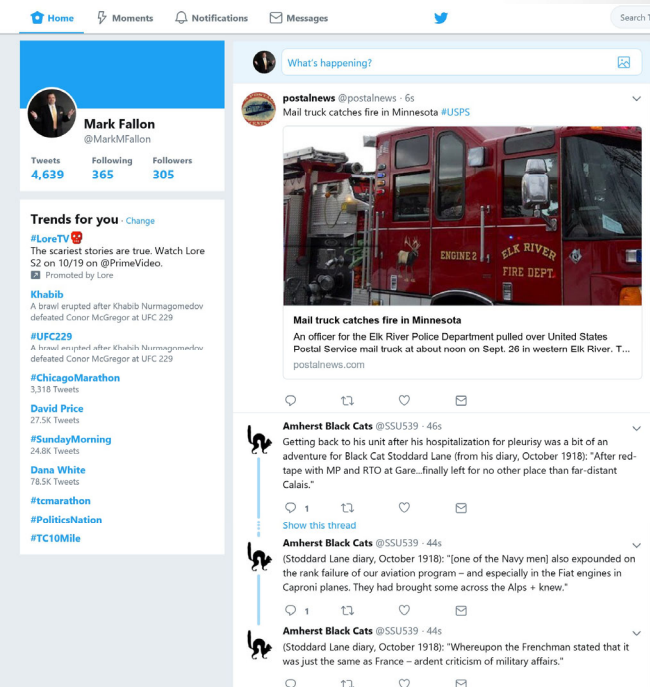 Home
Moments
Notifications
Messages
Search T
Mark Fallon
@MarkMFallon
Tweets
Following
Followers
4,639
365
305
Trends for you · Change
#LoreTV
The scariest stories are true. Watch Lore
S2 on 10/19 on @PrimeVideo.
Promoted by Lore
Khabib
A brawl erupted after Khabib Nurmagomedov
defeated Conor McGregor at UFC 229
#UFC229
A brawl erupted after Khabib Nurmagomedov
defeated Conor McGregor at UFC 229
#ChicagoMarathon
3,318 Tweets
David Price
27.5K Tweets
#SundayMorning
24.8K Tweets
Dana White
78.5K Tweets
#tcmarathon
#PoliticsNation
#TC10Mile
What's happening?
postalnews @postalnews · 6s
Mail truck catches fire in Minnesota #USPS
ENGINE 2
ELK RIVER
FIRE DEPT.
Mail truck catches fire in Minnesota
An officer for the Elk River Police Department pulled over United States
Postal Service mail truck at about noon on Sept. 26 in western Elk River. T...
postalnews.com
Amherst Black Cats @SSU539 · 46s
Getting back to his unit after his hospitalization for pleurisy was a bit of an
adventure for Black Cat Stoddard Lane (from his diary, October 1918): "After red-
tape with MP and RTO at Gare...finally left for no other place than far-distant
Calais."
1
Show this thread
Amherst Black Cats @SSU539 · 44s
(Stoddard Lane diary, October 1918): "[one of the Navy men] also expounded on
the rank failure of our aviation program – and especially in the Fiat engines in
Caproni planes. They had brought some across the Alps + knew."
1
Amherst Black Cats @SSU539 · 44s
(Stoddard Lane diary, October 1918): "Whereupon the Frenchman stated that it
was just the same as France – ardent criticism of military affairs."